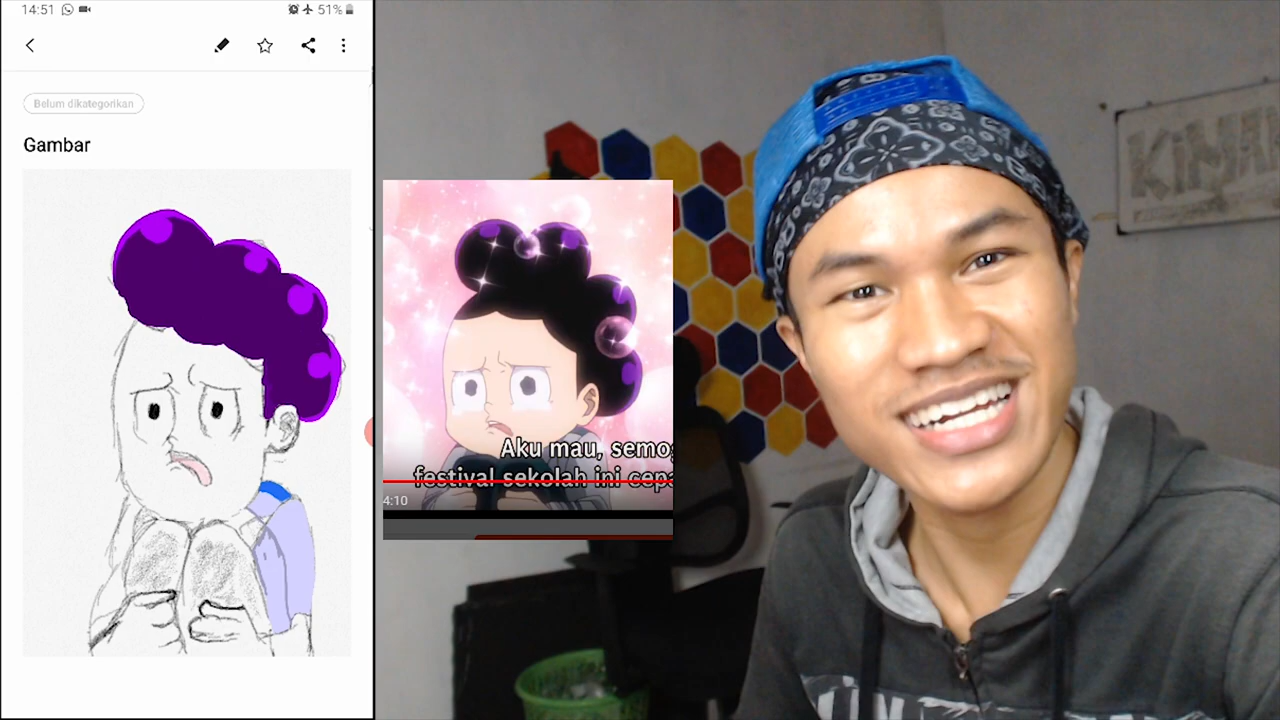 14:51
51%
Belum dikategorikan
Gambar
Aku mau, semo
festival sekolah ini cepa
4:10